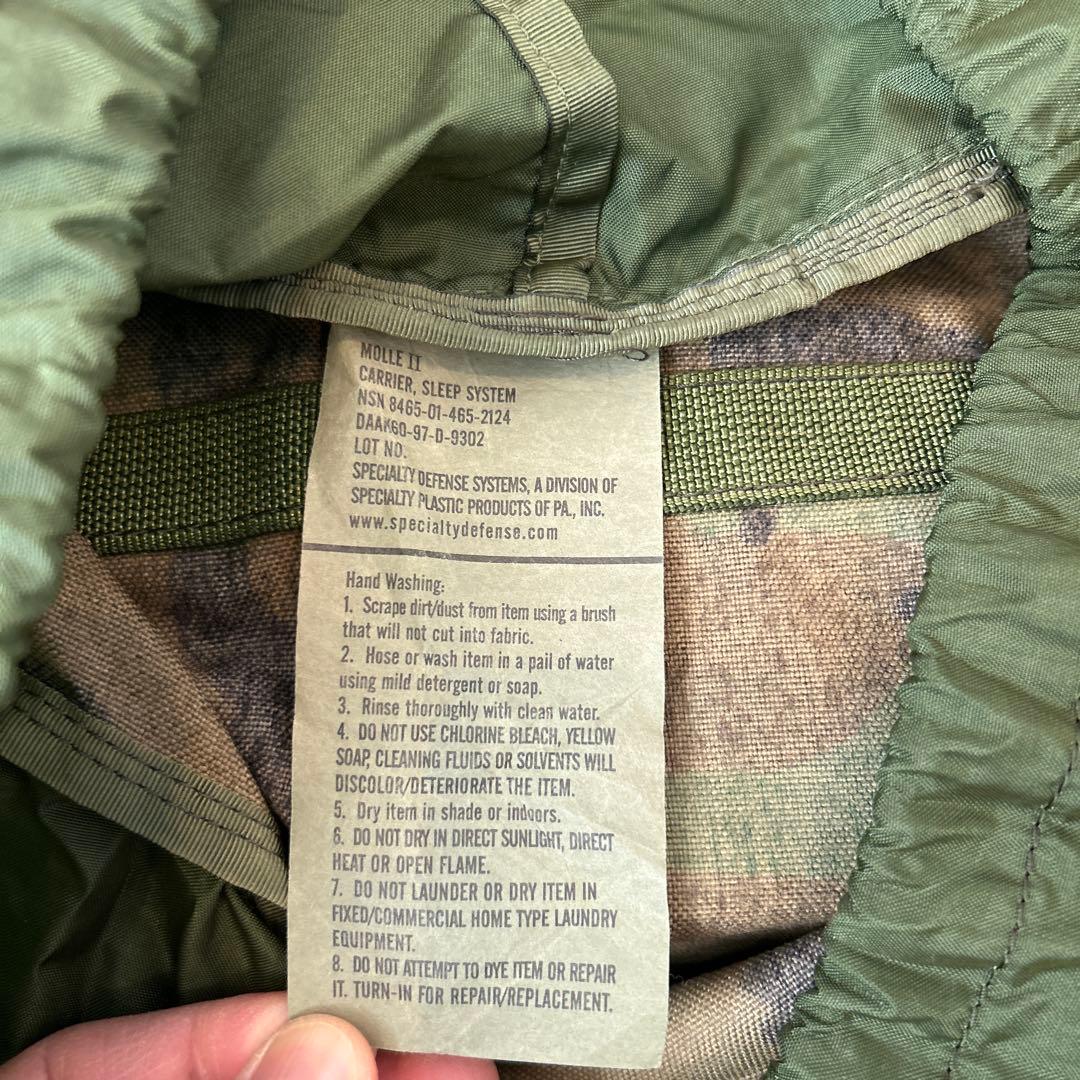 MOLLE II
CARRIER, SLEEP SYSTEM
NSN 8465-01-465-2124
DAAK60-97-D-9302
LOT NO.
SPECIALTY DEFENSE SYSTEMS, A DIVISION OF
SPECIALTY PLASTIC PRODUCTS OF PA., INC.
www.specialtydefense.com
Hand Washing:
1. Scrape dirt/dust from item using a brush
that will not cut into fabric.
2. Hose or wash item in a pail of water
using mild detergent or soap.
3. Rinse thoroughly with clean water.
4. DO NOT USE CHLORINE BLEACH, YELLOW
SOAP, CLEANING FLUIDS OR SOLVENTS WILL
DISCOLOR/DETERIORATE THE ITEM.
5. Dry item in shade or indoors.
6. DO NOT DRY IN DIRECT SUNLIGHT, DIRECT
HEAT OR OPEN FLAME.
7. DO NOT LAUNDER OR DRY ITEM IN
FIXED/COMMERCIAL HOME TYPE LAUNDRY
EQUIPMENT.
8. DO NOT ATTEMPT TO DYE ITEM OR REPAIR
IT. TURN-IN FOR REPAIR/REPLACEMENT.